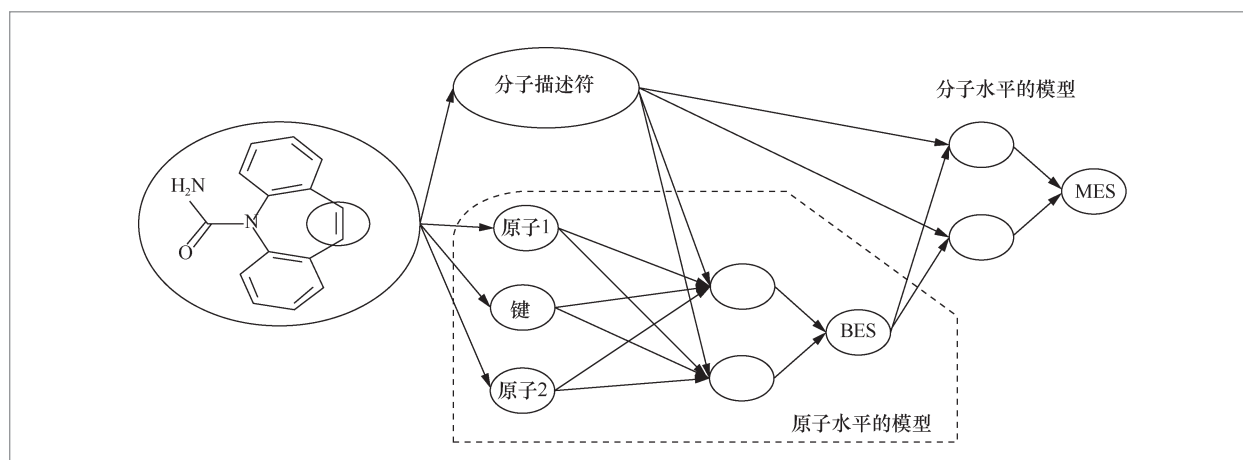 分子描述符
分子水平的模型
H₂N
N
O
原子1
键
原子2
BES
MES
原子水平的模型